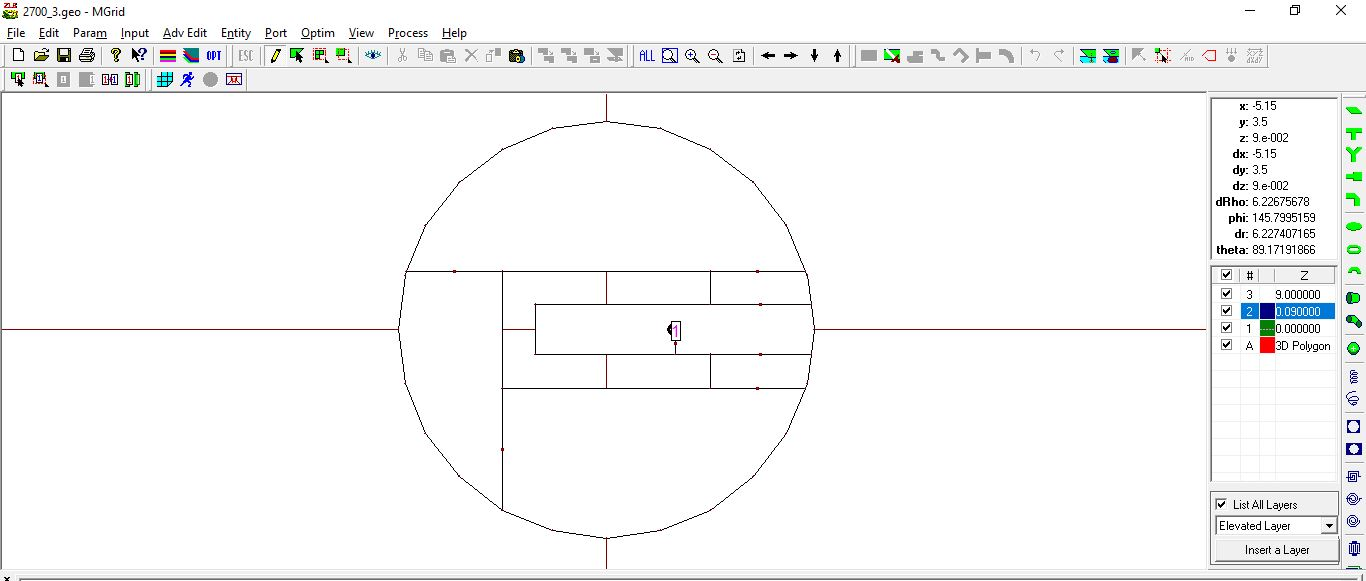 2700_3.geo - MGrid
File Edit Param Input Adv Edit Entity Port Optim View Process Help
OPT ESC ALL
x: -5.15
y: 3.5
z: 9.e-002
dx: -5.15
dy: 3.5
dz: 9.e-002
dRho: 6.22675678
phi: 145.7995159
dr: 6.227407165
theta: 89.17191866
# Z
3 9.000000
2 0.090000
1 0.000000
A 3D Polygon
1
List All Layers
Elevated Layer
Insert a Layer